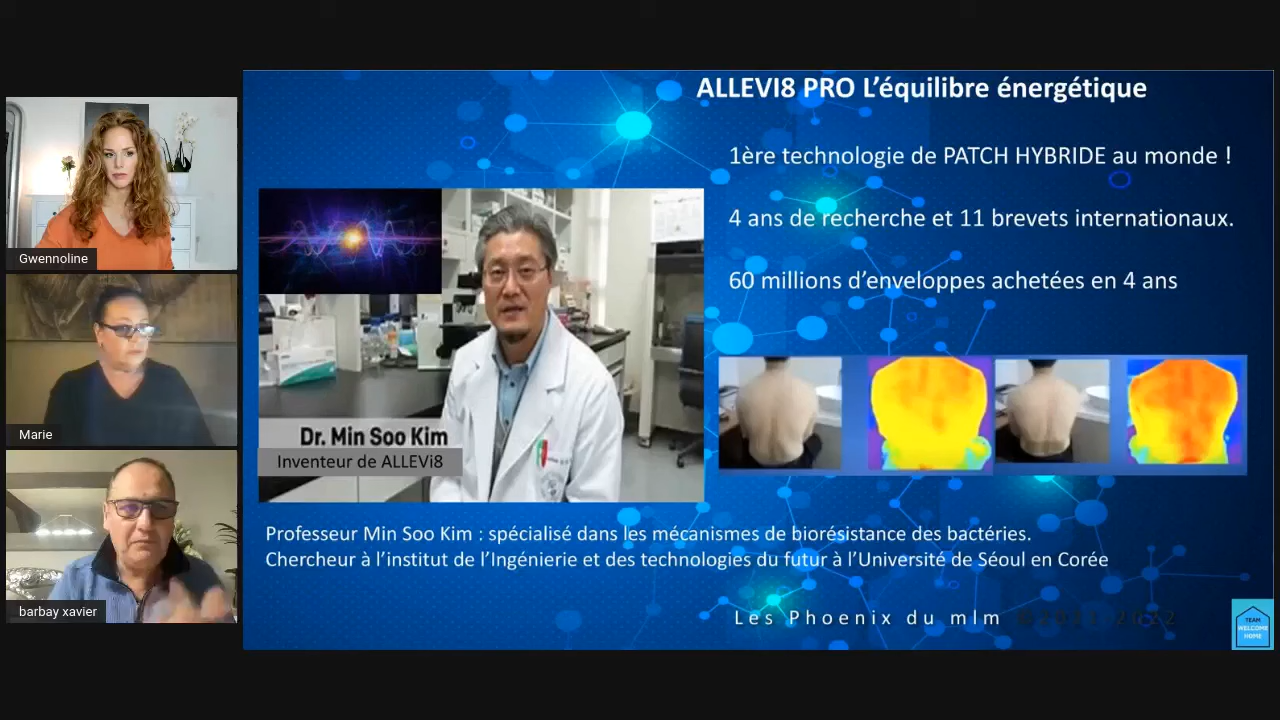 ALLEVI8 PRO L’équilibre énergétique
1ère technologie de PATCH HYBRIDE au monde !
4 ans de recherche et 11 brevets internationaux.
60 millions d’enveloppes achetées en 4 ans
Gwennoline
Marie
barbay xavier
Dr. Min Soo Kim
Inventeur de ALLEVi8
Professeur Min Soo Kim : spécialisé dans les mécanismes de biorésistance des bactéries.
Chercheur à l’institut de l’Ingénierie et des technologies du futur à l’Université de Séoul en Corée
Les Phoenix du mlm
TEAM
WELCOME
HOME